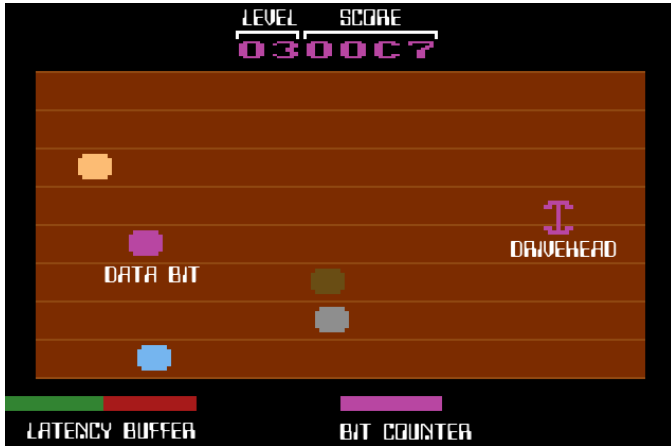 LEVEL SCORE
0300C7
DRIVEHEAD
DATA BIT
LATENCY BUFFER BIT COUNTER